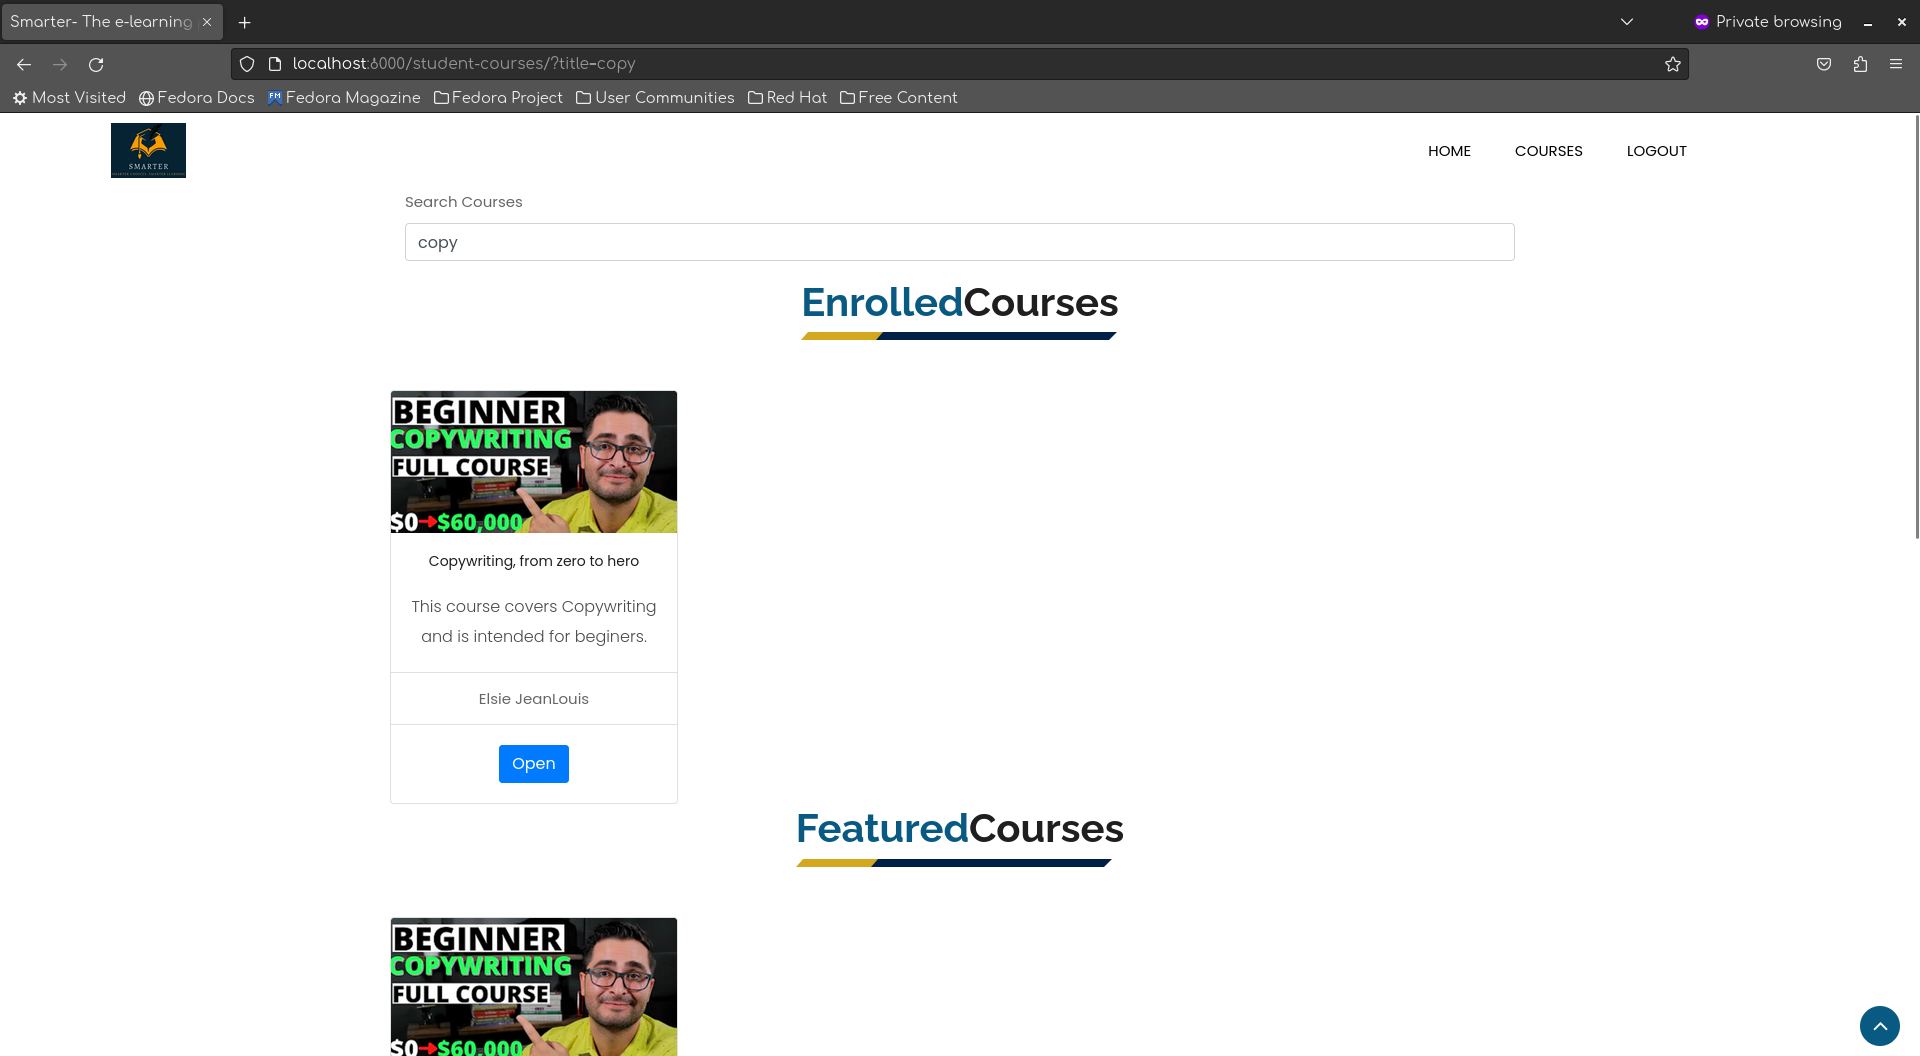 Smarter- The e-learning
Private browsing
localhost:8000/student-courses/?title=copy
Most Visited
Fedora Docs
Fedora Magazine
Fedora Project
User Communities
Red Hat
Free Content
SMARTER
HOME
COURSES
LOGOUT
Search Courses
copy
EnrolledCourses
BEGINNER
COPYWRITING
FULL COURSE
$0→$60,000
Copywriting, from zero to hero
This course covers Copywriting
and is intended for beginers.
Elsie JeanLouis
Open
FeaturedCourses
BEGINNER
COPYWRITING
FULL COURSE
$0→$60,000